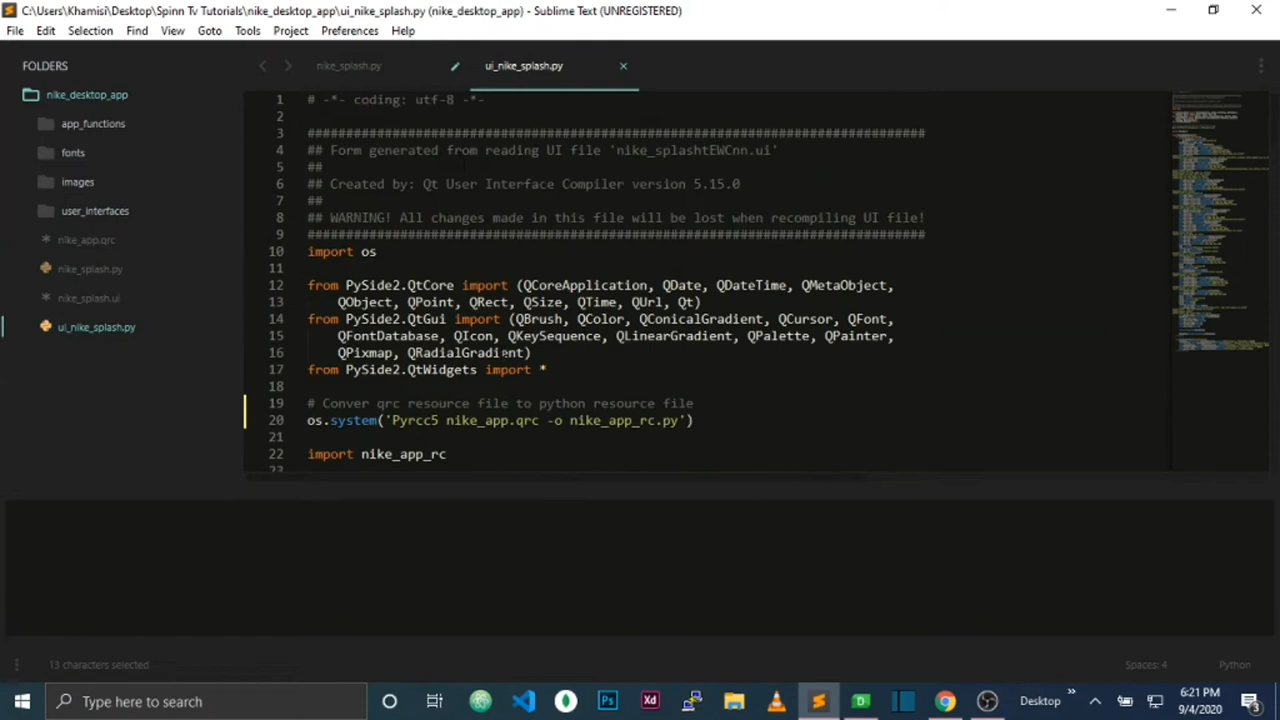 C:\Users\Khamisi\Desktop\Spinn Tv Tutorials\nike_desktop_app\ui_nike_splash.py (nike_desktop_app) - Sublime Text (UNREGISTERED)
File Edit Selection Find View Goto Tools Project Preferences Help
FOLDERS
nike_desktop_app
app_functions
fonts
images
user_interfaces
nike_app.qrc
nike_splash.py
nike_splash.ui
ui_nike_splash.py
nike_splash.py ui_nike_splash.py
1 # -*- coding: utf-8 -*-
2
3 ################################################################################
4 ## Form generated from reading UI file 'nike_splashtEWCnn.ui'
5 ##
6 ## Created by: Qt User Interface Compiler version 5.15.0
7 ##
8 ## WARNING! All changes made in this file will be lost when recompiling UI file!
9 ################################################################################
10 import os
11
12 from PySide2.QtCore import (QCoreApplication, QDate, QDateTime, QMetaObject,
13 QObject, QPoint, QRect, QSize, QTime, QUrl, Qt)
14 from PySide2.QtGui import (QBrush, QColor, QConicalGradient, QCursor, QFont,
15 QFontDatabase, QIcon, QKeySequence, QLinearGradient, QPalette, QPainter,
16 QPixmap, QRadialGradient)
17 from PySide2.QtWidgets import *
18
19 # Conver qrc resource file to python resource file
20 os.system('Pyrcc5 nike_app.qrc -o nike_app_rc.py')
21
22 import nike_app_rc
23
13 characters selected
Spaces: 4
Python
Type here to search
Ps
Xd
D
Desktop
6:21 PM
9/4/2020
3